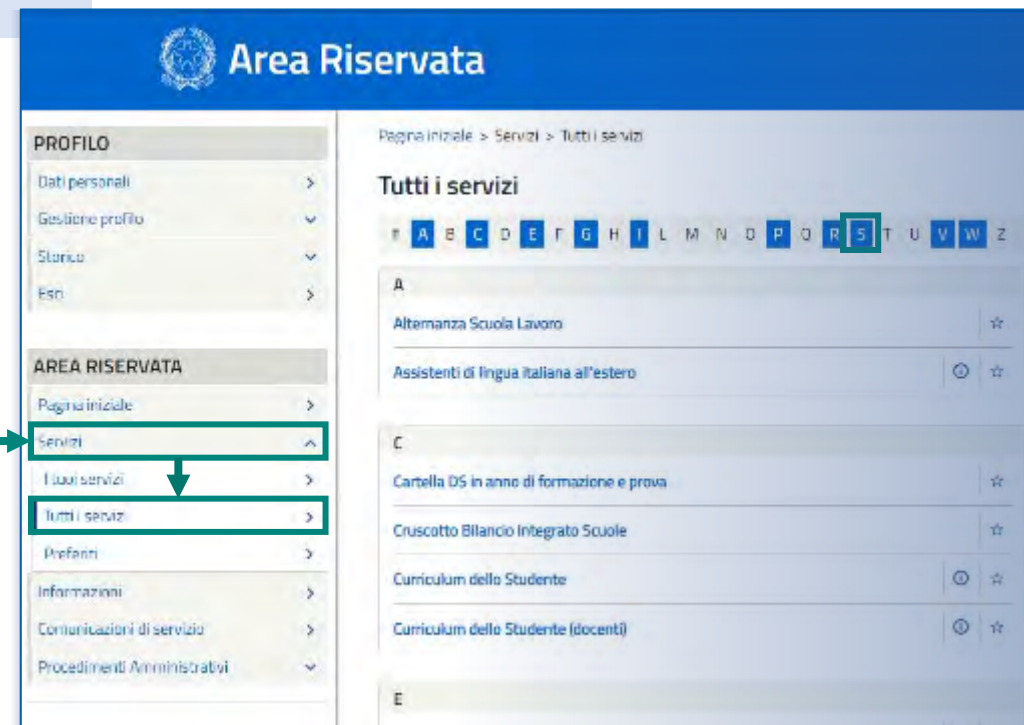 Area Riservata
PROFILO
Dati personali
Gestione profilo
Storico
Esci
AREA RISERVATA
Pagina iniziale
Servizi
I tuoi servizi
Tutti i servizi
Preferiti
Informazioni
Comunicazioni di servizio
Procedimenti Amministrativi
Pagina iniziale > Servizi > Tutti i servizi
Tutti i servizi
# A B C D E F G H I L M N O P Q R S T U V W Z
A
Alternanza Scuola Lavoro
Assistenti di lingua italiana all'estero
C
Cartella DS in anno di formazione e prova
Cruscotto Bilancio Integrato Scuole
Curriculum dello Studente
Curriculum dello Studente (docenti)
E